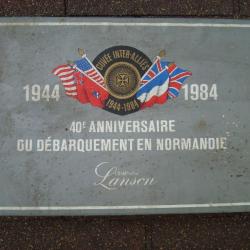 CUVÉE INTER-ALLIÉS
1944-1984
1944 1984
40E ANNIVERSAIRE
DU DÉBARQUEMENT EN NORMANDIE
Lanson